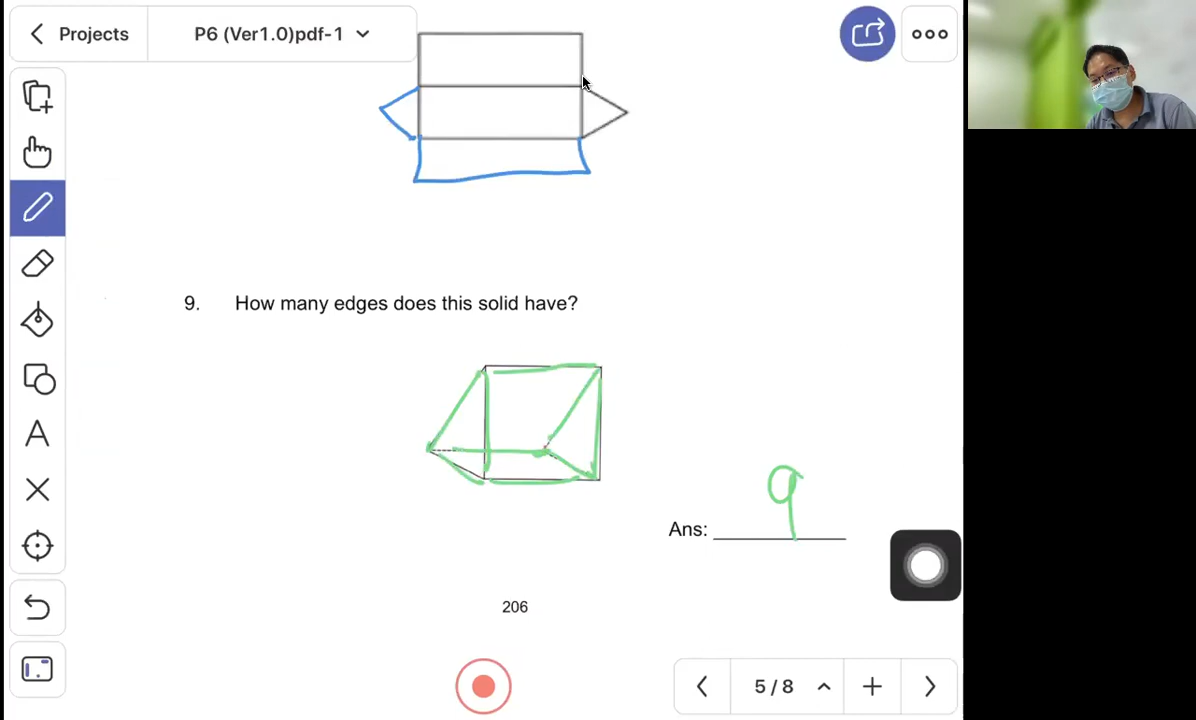 Projects
P6 (Ver1.0)pdf-1
9. How many edges does this solid have?
Ans: 9
206
A
5 / 8